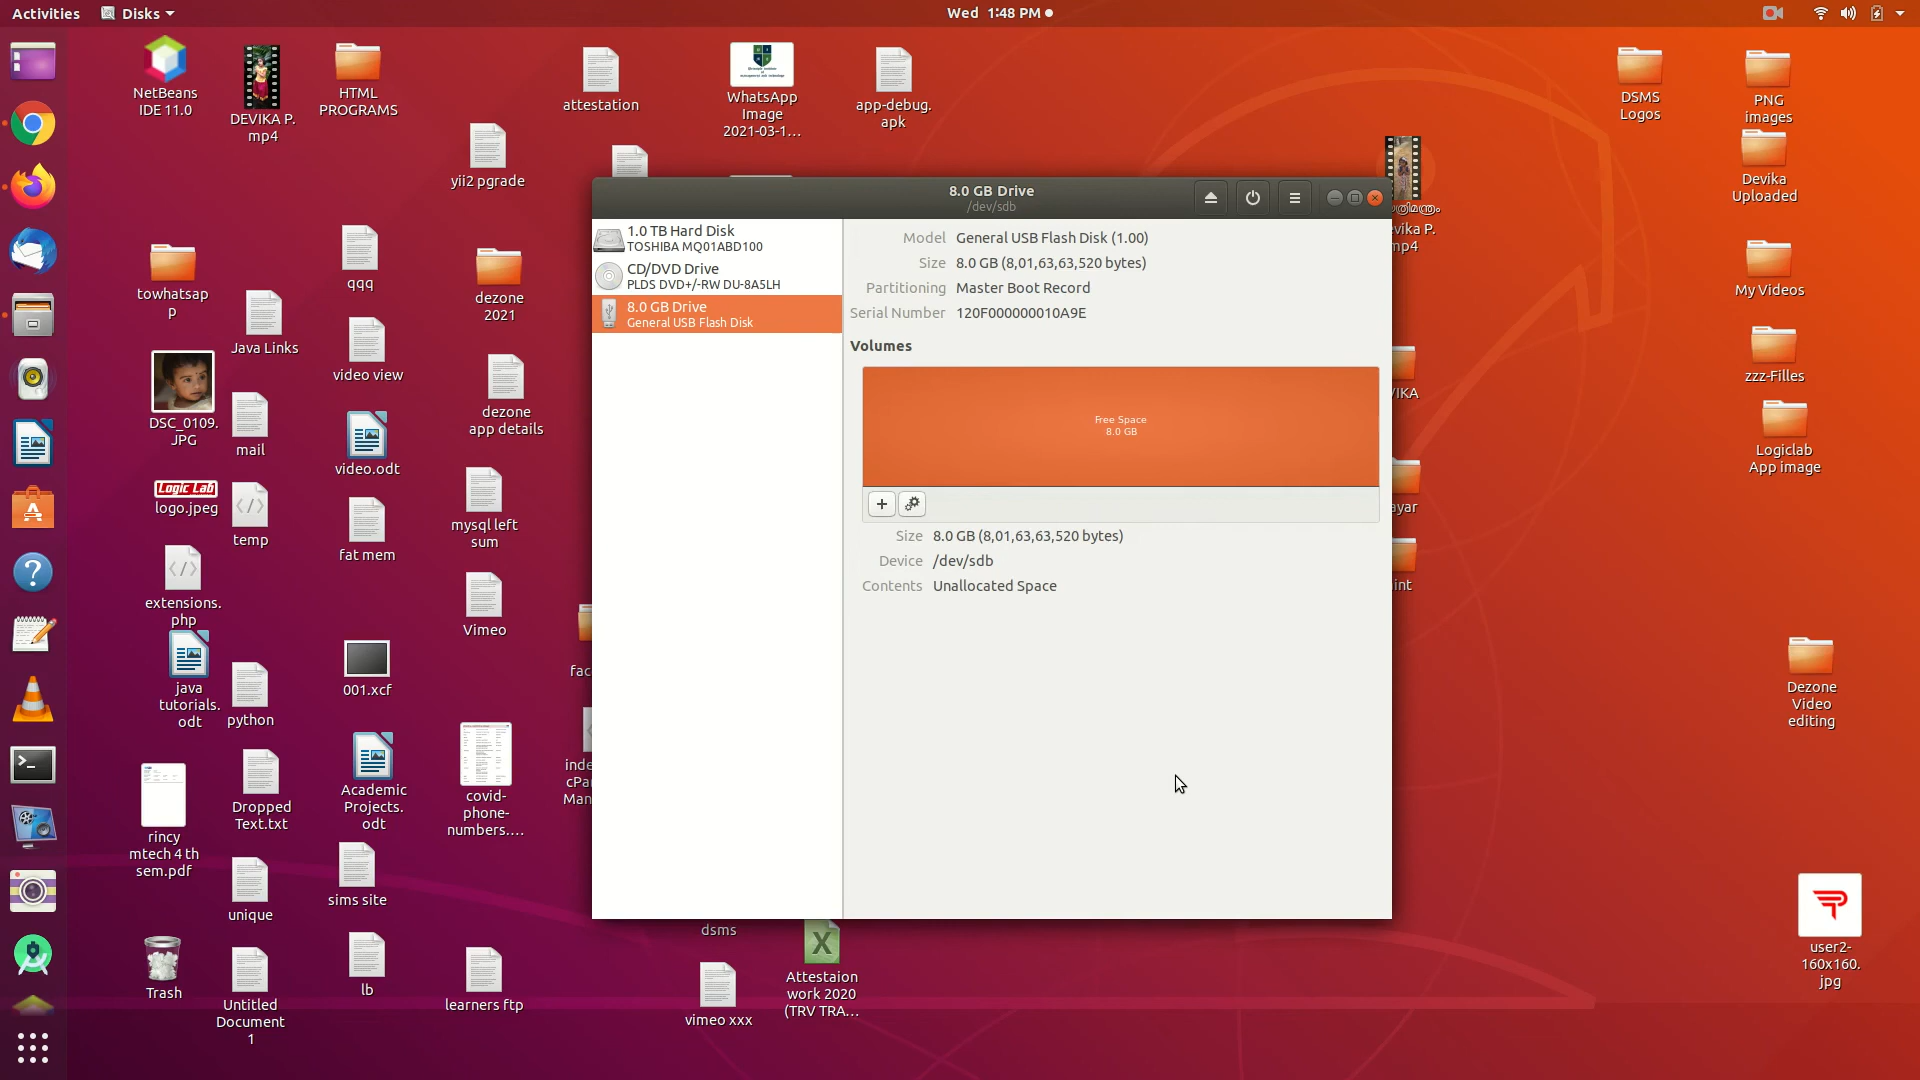 Activities
Disks
Wed 1:48 PM
NetBeans
IDE 11.0
DEVIKA P.
mp4
HTML
PROGRAMS
attestation
WhatsApp
Image
2021-03-1...
app-debug.
apk
DSMS
Logos
PNG
images
yii2 pgrade
Devika
Uploaded
evika P.
mp4
8.0 GB Drive
/dev/sdb
1.0 TB Hard Disk
TOSHIBA MQ01ABD100
CD/DVD Drive
PLDS DVD+/-RW DU-8A5LH
8.0 GB Drive
General USB Flash Disk
Model General USB Flash Disk (1.00)
Size 8.0 GB (8,01,63,63,520 bytes)
Partitioning Master Boot Record
Serial Number 120F000000010A9E
Volumes
Free Space
8.0 GB
Size 8.0 GB (8,01,63,63,520 bytes)
Device /dev/sdb
Contents Unallocated Space
towhatsap
p
qqq
dezone
2021
My Videos
Java Links
video view
zzz-Filles
VIKA
DSC_0109.
JPG
mail
dezone
app details
video.odt
Logiclab
App image
Logic Lab
logo.jpeg
temp
mysql left
sum
fat mem
ayar
int
extensions.
php
Vimeo
java
tutorials.
odt
python
001.xcf
fac
Dezone
Video
editing
rincy
mtech 4 th
sem.pdf
Dropped
Text.txt
Academic
Projects.
odt
covid-
phone-
numbers....
inde
cPa
Man
unique
sims site
dsms
Trash
Untitled
Document
1
lb
learners ftp
vimeo xxx
Attestaion
work 2020
(TRV TRA...
user2-
160x160.
jpg